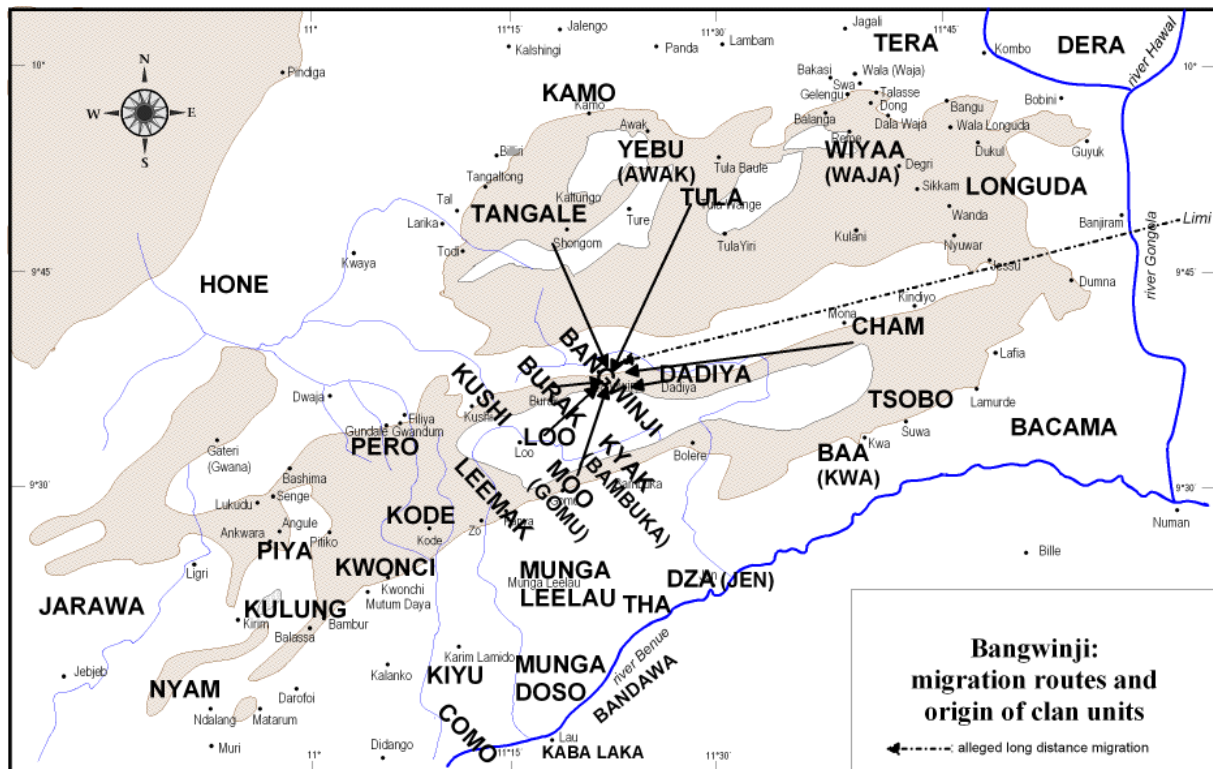 11°
11°15´
11°30´
11°45´
10°
10°
9°45´
9°45´
9°30´
9°30´
11°
11°15´
11°30´
N
W
E
S
Pindiga
Kalshingi
Jalengo
Panda
Lambam
Jagali
TERA
Kombo
DERA
river Hawal
KAMO
Kamo
Bakasi
Wala (Waja)
Swa
Gelengu
Talasse
Dong
Bangu
Bobini
Balanga
Dala Waja
Wala Longuda
Awak
YEBU
(AWAK)
Reme
WIYAA
(WAJA)
Dukul
Guyuk
Billiri
Tangaltong
Tula Baule
Degri
LONGUDA
Sikkam
Kaltungo
TULA
Tula Wange
Tal
TANGALE
Ture
Wanda
Banjiram
Limi
Larika
Shongom
Tula Yiri
Kulani
Nyuwar
river Gongola
Todi
Kwaya
Jessu
Dumna
HONE
Kindiyo
Mona
CHAM
BANGWINJI
Lafia
BURAK
DADIYA
Dadiya
KUSHI
Kushi
TSOBO
Lamurde
Dwaja
Filiya
Gundale
Gwandum
PERO
LOO
Loo
Suwa
BACAMA
Gateri
(Gwana)
Bolere
Kwa
BAA
(KWA)
KYAK
(BAMBUKA)
Bashima
LEEMAK
MOO
(GOMU)
Senge
Lukudu
KODE
Kode
Zo
Numan
Angule
Ankwara
Pitiko
PIYA
Bille
KWONCI
Kwonchi
Mutum Daya
MUNGA
LEELAU
Munga Leelau
DZA (JEN)
Ligri
JARAWA
KULUNG
THA
Kirim
Bambur
Balassa
Karim Lamido
river Benue
KIYU
MUNGA
DOSO
BANDAWA
Jebjeb
Kalanko
NYAM
Darofoi
Ndalang
Matarum
COMO
Lau
KABA LAKA
Muri
Didango
Bangwinji:
migration routes and
origin of clan units
: alleged long distance migration